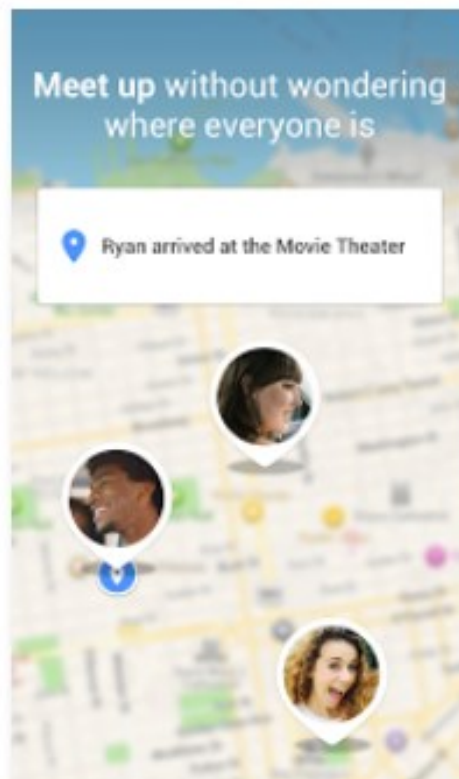 Meet up without wondering
where everyone is
Ryan arrived at the Movie Theater